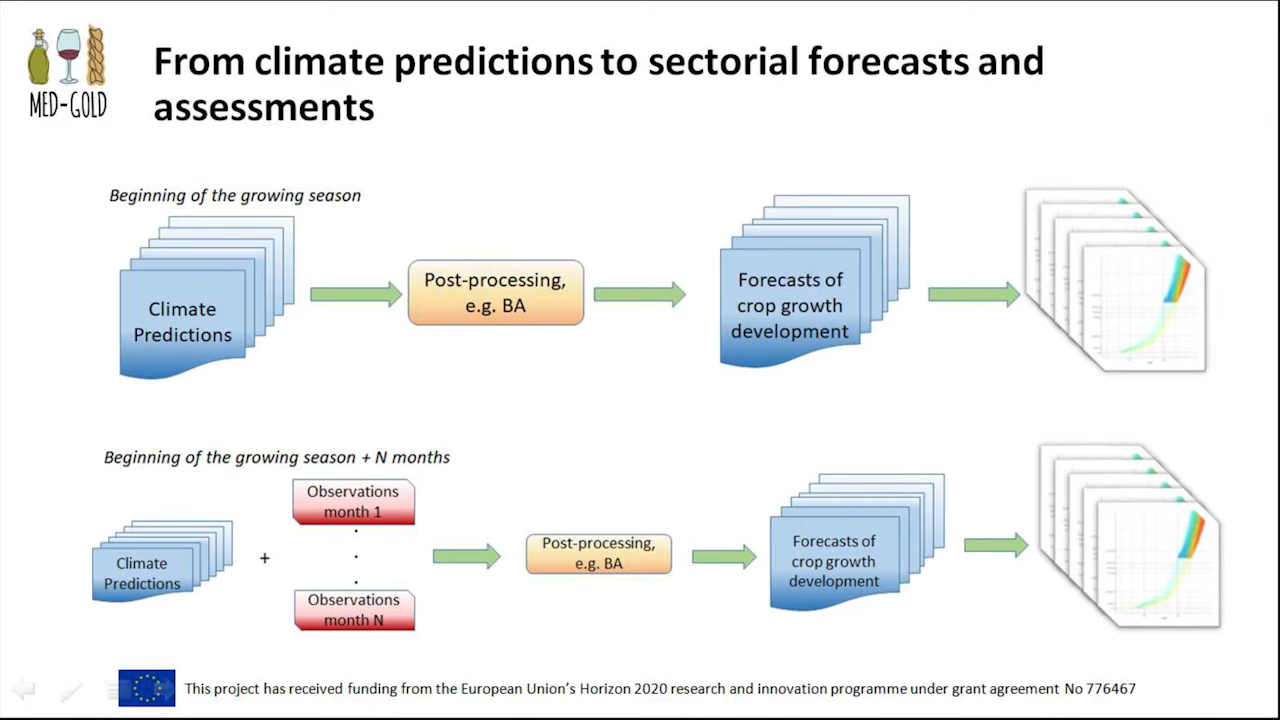 MED-GOLD
From climate predictions to sectorial forecasts and
assessments
Beginning of the growing season
Climate
Predictions
Post-processing,
e.g. BA
Forecasts of
crop growth
development
Beginning of the growing season + N months
Climate
Predictions
+
Observations
month 1
.
.
.
Observations
month N
Post-processing,
e.g. BA
Forecasts of
crop growth
development
This project has received funding from the European Union's Horizon 2020 research and innovation programme under grant agreement No 776467